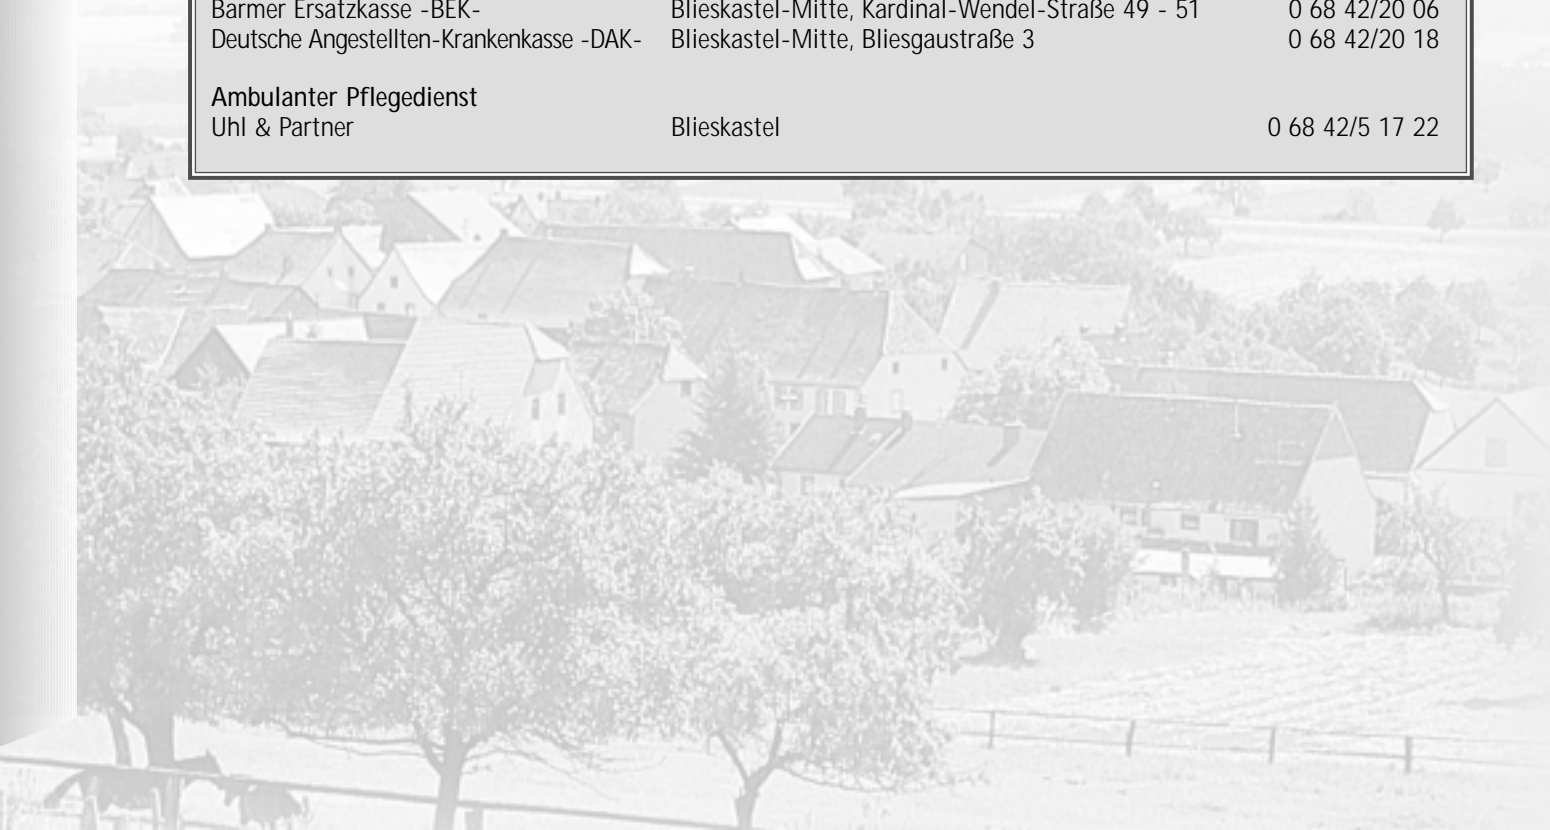 Barmer Ersatzkasse -BEK- Blieskastel-Mitte, Kardinal-Wendel-Straße 49 - 51 0 68 42/20 06
Deutsche Angestellten-Krankenkasse -DAK- Blieskastel-Mitte, Bliesgaustraße 3 0 68 42/20 18
Ambulanter Pflegedienst
Uhl & Partner Blieskastel 0 68 42/5 17 22